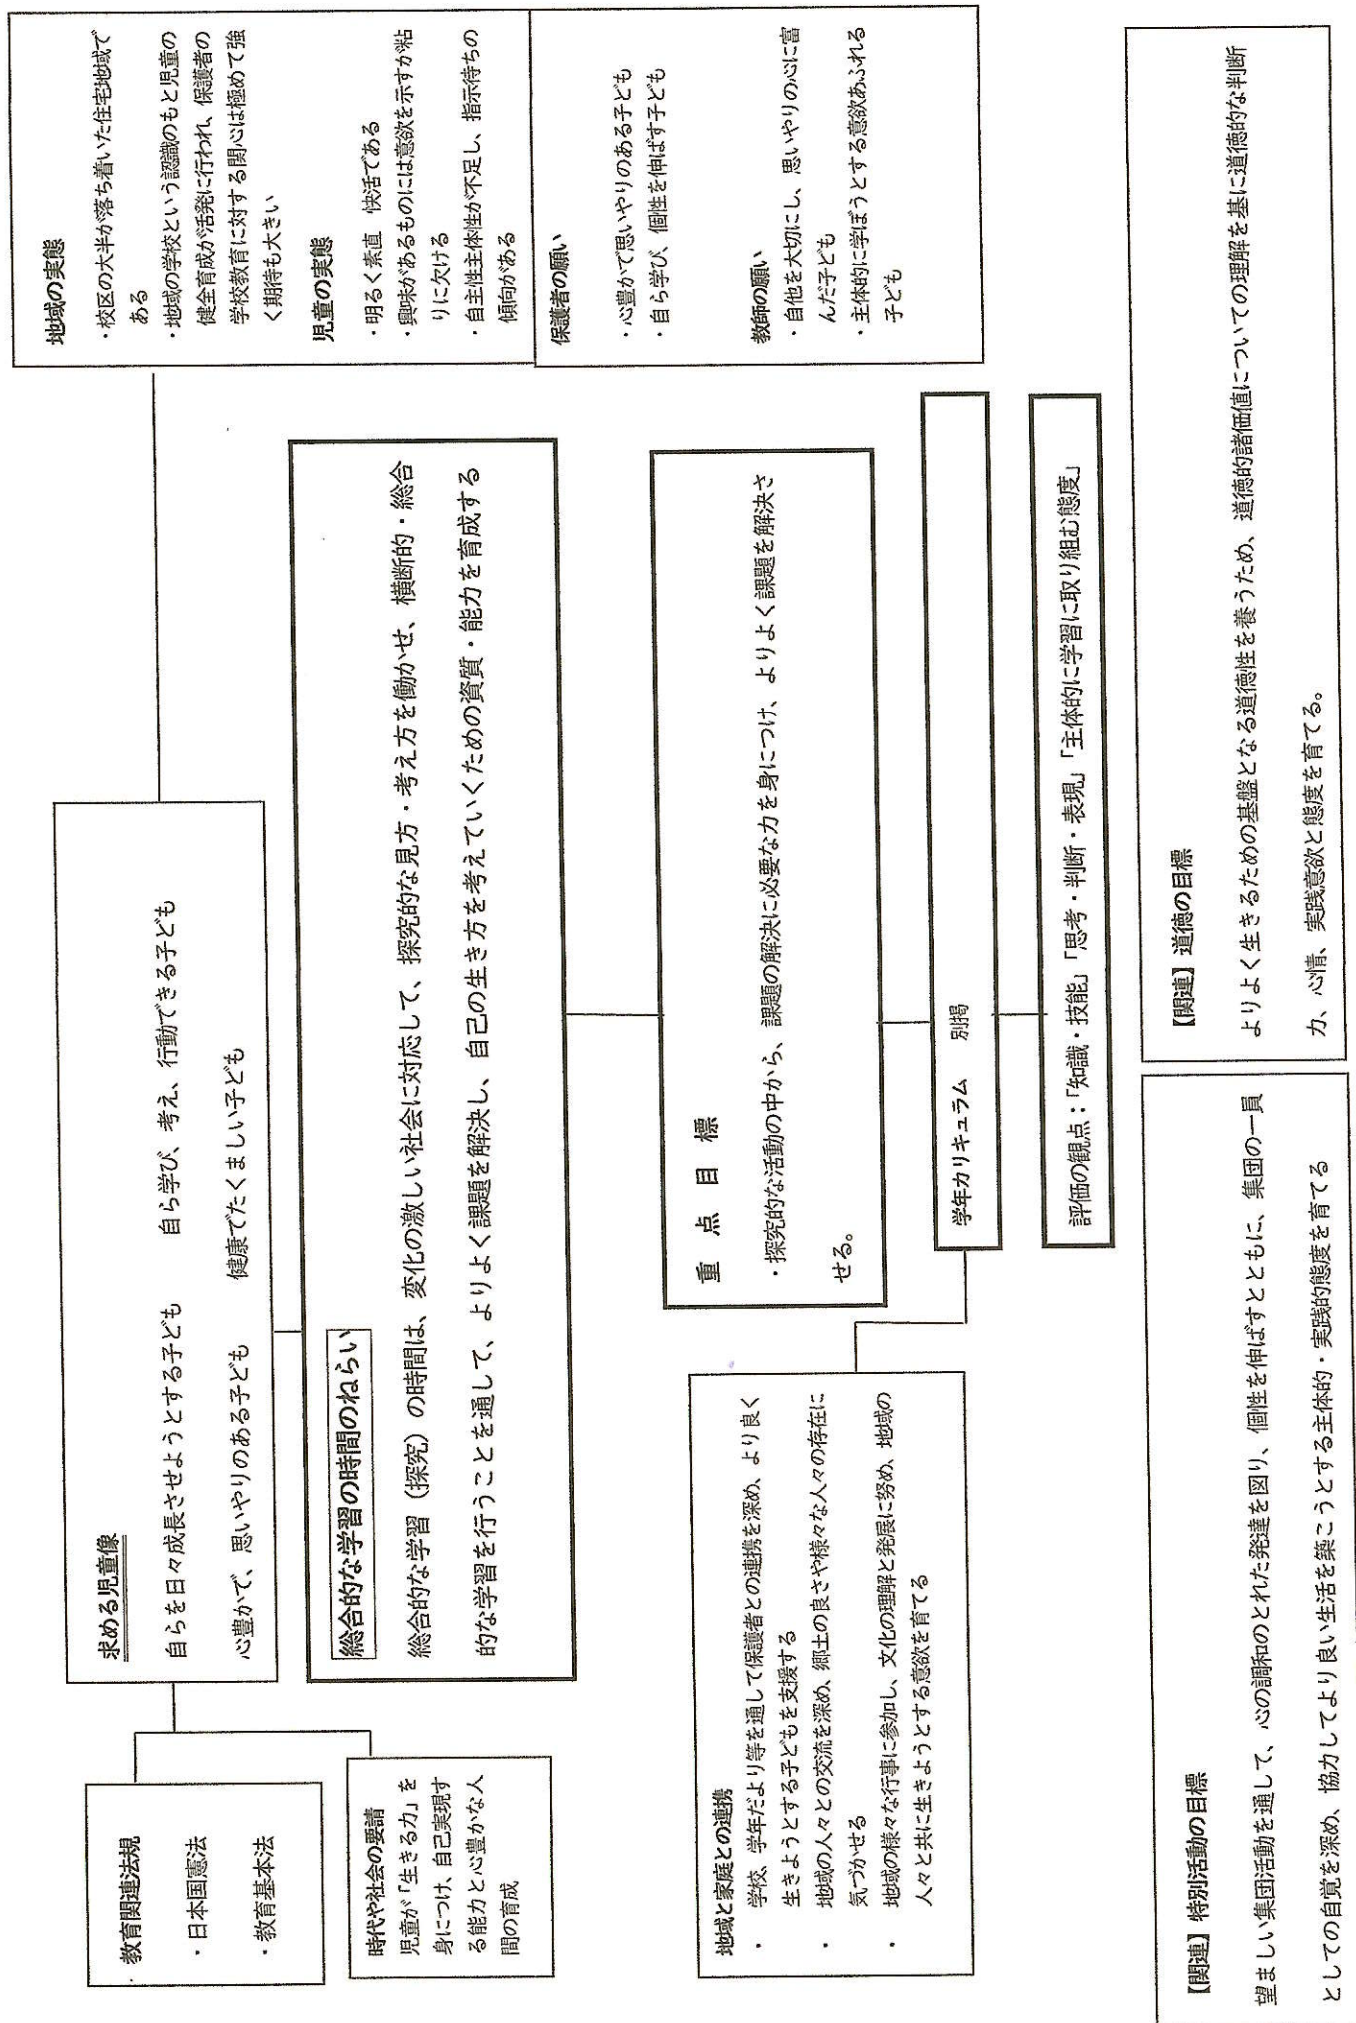 ・教育関連法規
・日本国憲法
・教育基本法
時代や社会の要請
児童が「生きる力」を
身につけ、自己実現す
る能力と心豊かな人
間の育成
求める児童像
自らを日々成長させようとする子ども　自ら学び、考え、行動できる子ども
心豊かで、思いやりのある子ども　健康でたくましい子ども
地域の実態
・校区の大半が落ち着いた住宅地域で
ある
・地域の学校という認識のもと児童の
健全育成が活発に行われ、保護者の
学校教育に対する関心は極めて強
く期待も大きい
児童の実態
・明るく素直　快活である
・興味があるものには意欲を示すが粘
りに欠ける
・自主性主体性が不足し、指示待ちの
傾向がある
保護者の願い
・心豊かで思いやりのある子ども
・自ら学び、個性を伸ばす子ども
教師の願い
・自他を大切にし、思いやりの心に富
んだ子ども
・主体的に学ぼうとする意欲あふれる
子ども
総合的な学習の時間のねらい
総合的な学習（探究）の時間は、変化の激しい社会に対応して、探究的な見方・考え方を働かせ、横断的・総合
的な学習を行うことを通して、よりよく課題を解決し、自己の生き方を考えていくための資質・能力を育成する
重点目標
・探究的な活動の中から、課題の解決に必要な力を身につけ、よりよく課題を解決さ
せる。
地域と家庭との連携
・学校、学年だより等を通して保護者との連携を深め、より良く
生きようとする子どもを支援する
・地域の人々との交流を深め、郷土の良さや様々な人々の存在に
気づかせる
・地域の様々な行事に参加し、文化の理解と発展に努め、地域の
人々と共に生きようとする意欲を育てる
学年カリキュラム　別掲
評価の観点：「知識・技能」「思考・判断・表現」「主体的に学習に取り組む態度」
【関連】特別活動の目標
望ましい集団活動を通して、心の調和のとれた発達を図り、個性を伸ばすとともに、集団の一員
としての自覚を深め、協力してより良い生活を築こうとする主体的・実践的態度を育てる
【関連】道徳の目標
よりよく生きるための基盤となる道徳性を養うため、道徳的諸価値についての理解を基に道徳的な判断
力、心情、実践意欲と態度を育てる。